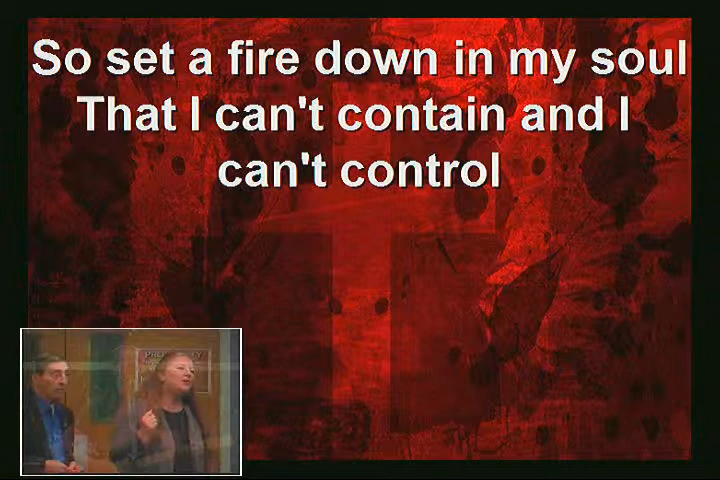 So set a fire down in my soul
That I can't contain and I
can't control